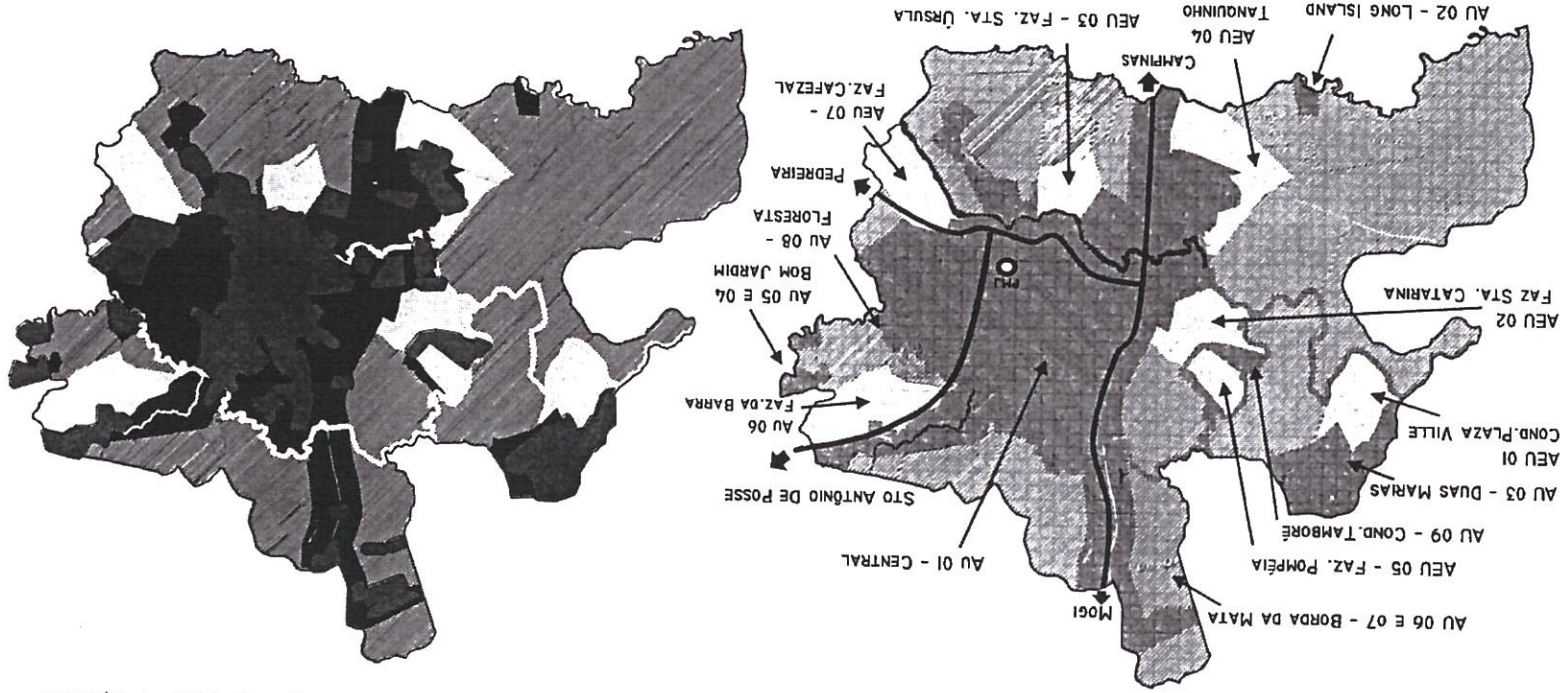 AU 06 E 07 - BORDA DA MATA
MOGI
AEU 05 - FAZ. POMPÉIA
AU 01 - CENTRAL
AU 09 - COND.TAMBORÉ
AU 03 - DUAS MARIAS
STO ANTÔNIO DE POSSE
AEU 01
COND.PLAZA VILLE
AU 06
FAZ.DA BARRA
AEU 02
FAZ STA. CATARINA
AU 05 E 04
BOM JARDIM
PMJ
AU 08 -
FLORESTA
PEDREIRA
AEU 07 -
FAZ.CAFEZAL
CAMPINAS
AU 02 - LONG ISLAND
AEU 04
TANQUINHO
AEU 03 - FAZ. STA. ÚRSULA